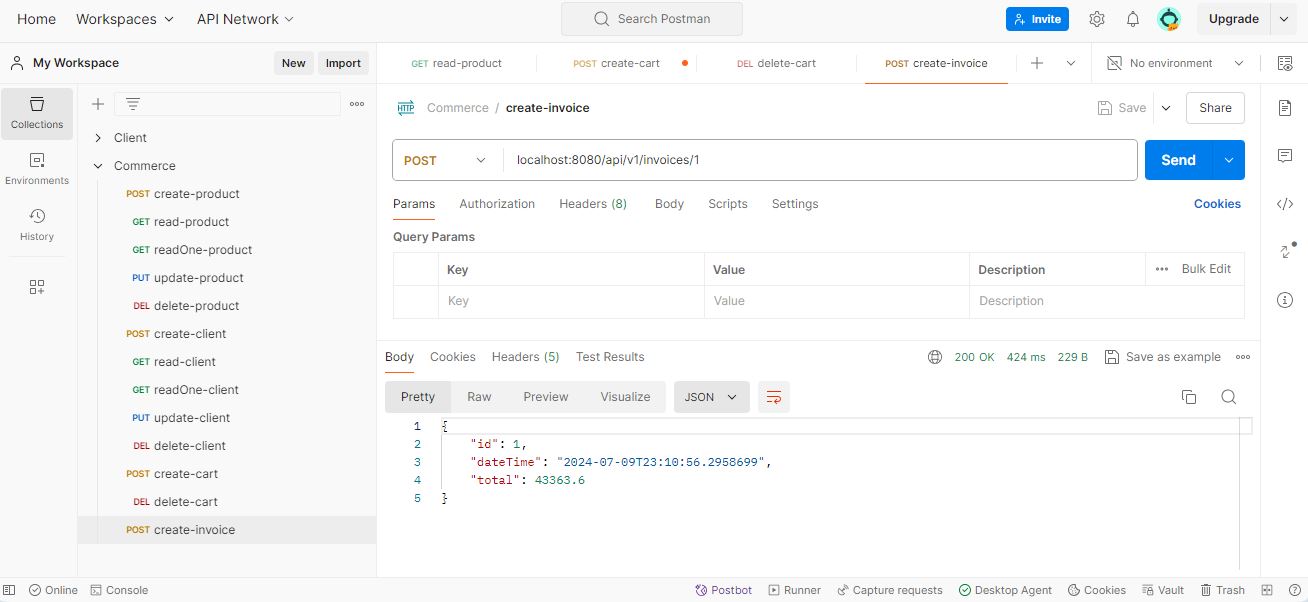 Home Workspaces API Network Search Postman Invite Upgrade
My Workspace New Import GET read-product POST create-cart DEL delete-cart POST create-invoice No environment
Collections
Environments
History
Client
Commerce
POST create-product
GET read-product
GET readOne-product
PUT update-product
DEL delete-product
POST create-client
GET read-client
GET readOne-client
PUT update-client
DEL delete-client
POST create-cart
DEL delete-cart
POST create-invoice
HTTP Commerce / create-invoice Save Share
POST localhost:8080/api/v1/invoices/1 Send
Params Authorization Headers (8) Body Scripts Settings Cookies
Query Params
Key Value Description Bulk Edit
Key Value Description
Body Cookies Headers (5) Test Results 200 OK 424 ms 229 B Save as example
Pretty Raw Preview Visualize JSON
1 {
2 "id": 1,
3 "dateTime": "2024-07-09T23:10:56.2958699",
4 "total": 43363.6
5 }
Online Console Postbot Runner Capture requests Desktop Agent Cookies Vault Trash